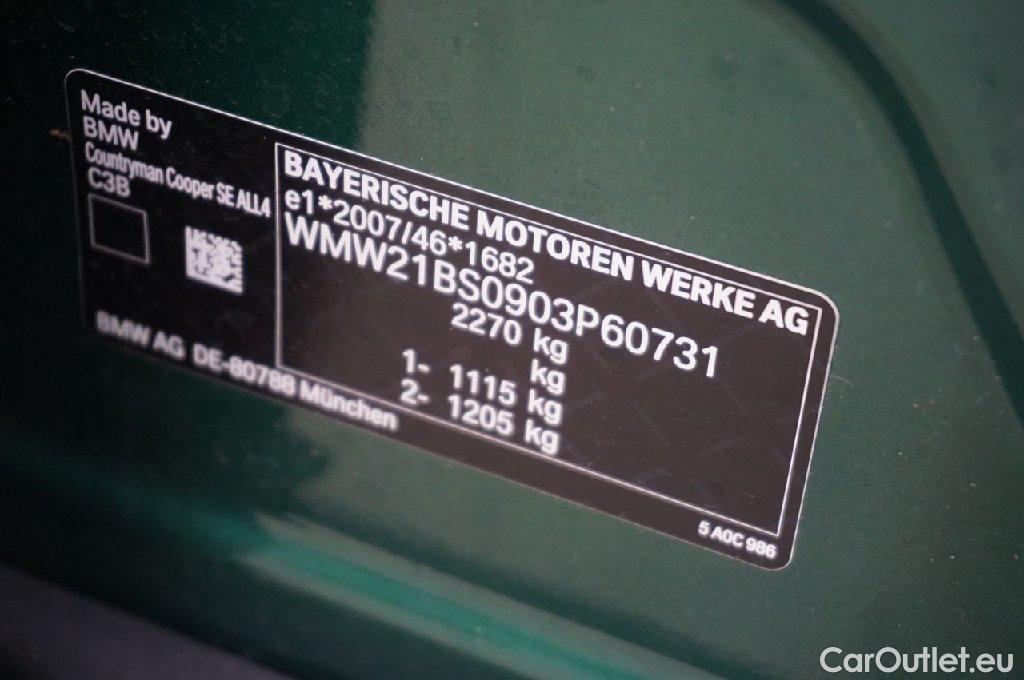 Made by
BMW
Countryman Cooper SE ALL4
C3B
BAYERISCHE MOTOREN WERKE AG
e1*2007/46*1682
WMW21BS0903P60731
2270 kg
kg
1- 1115 kg
2- 1205 kg
BMW AG DE-80788 München
5 A0C 986
CarOutlet.eu